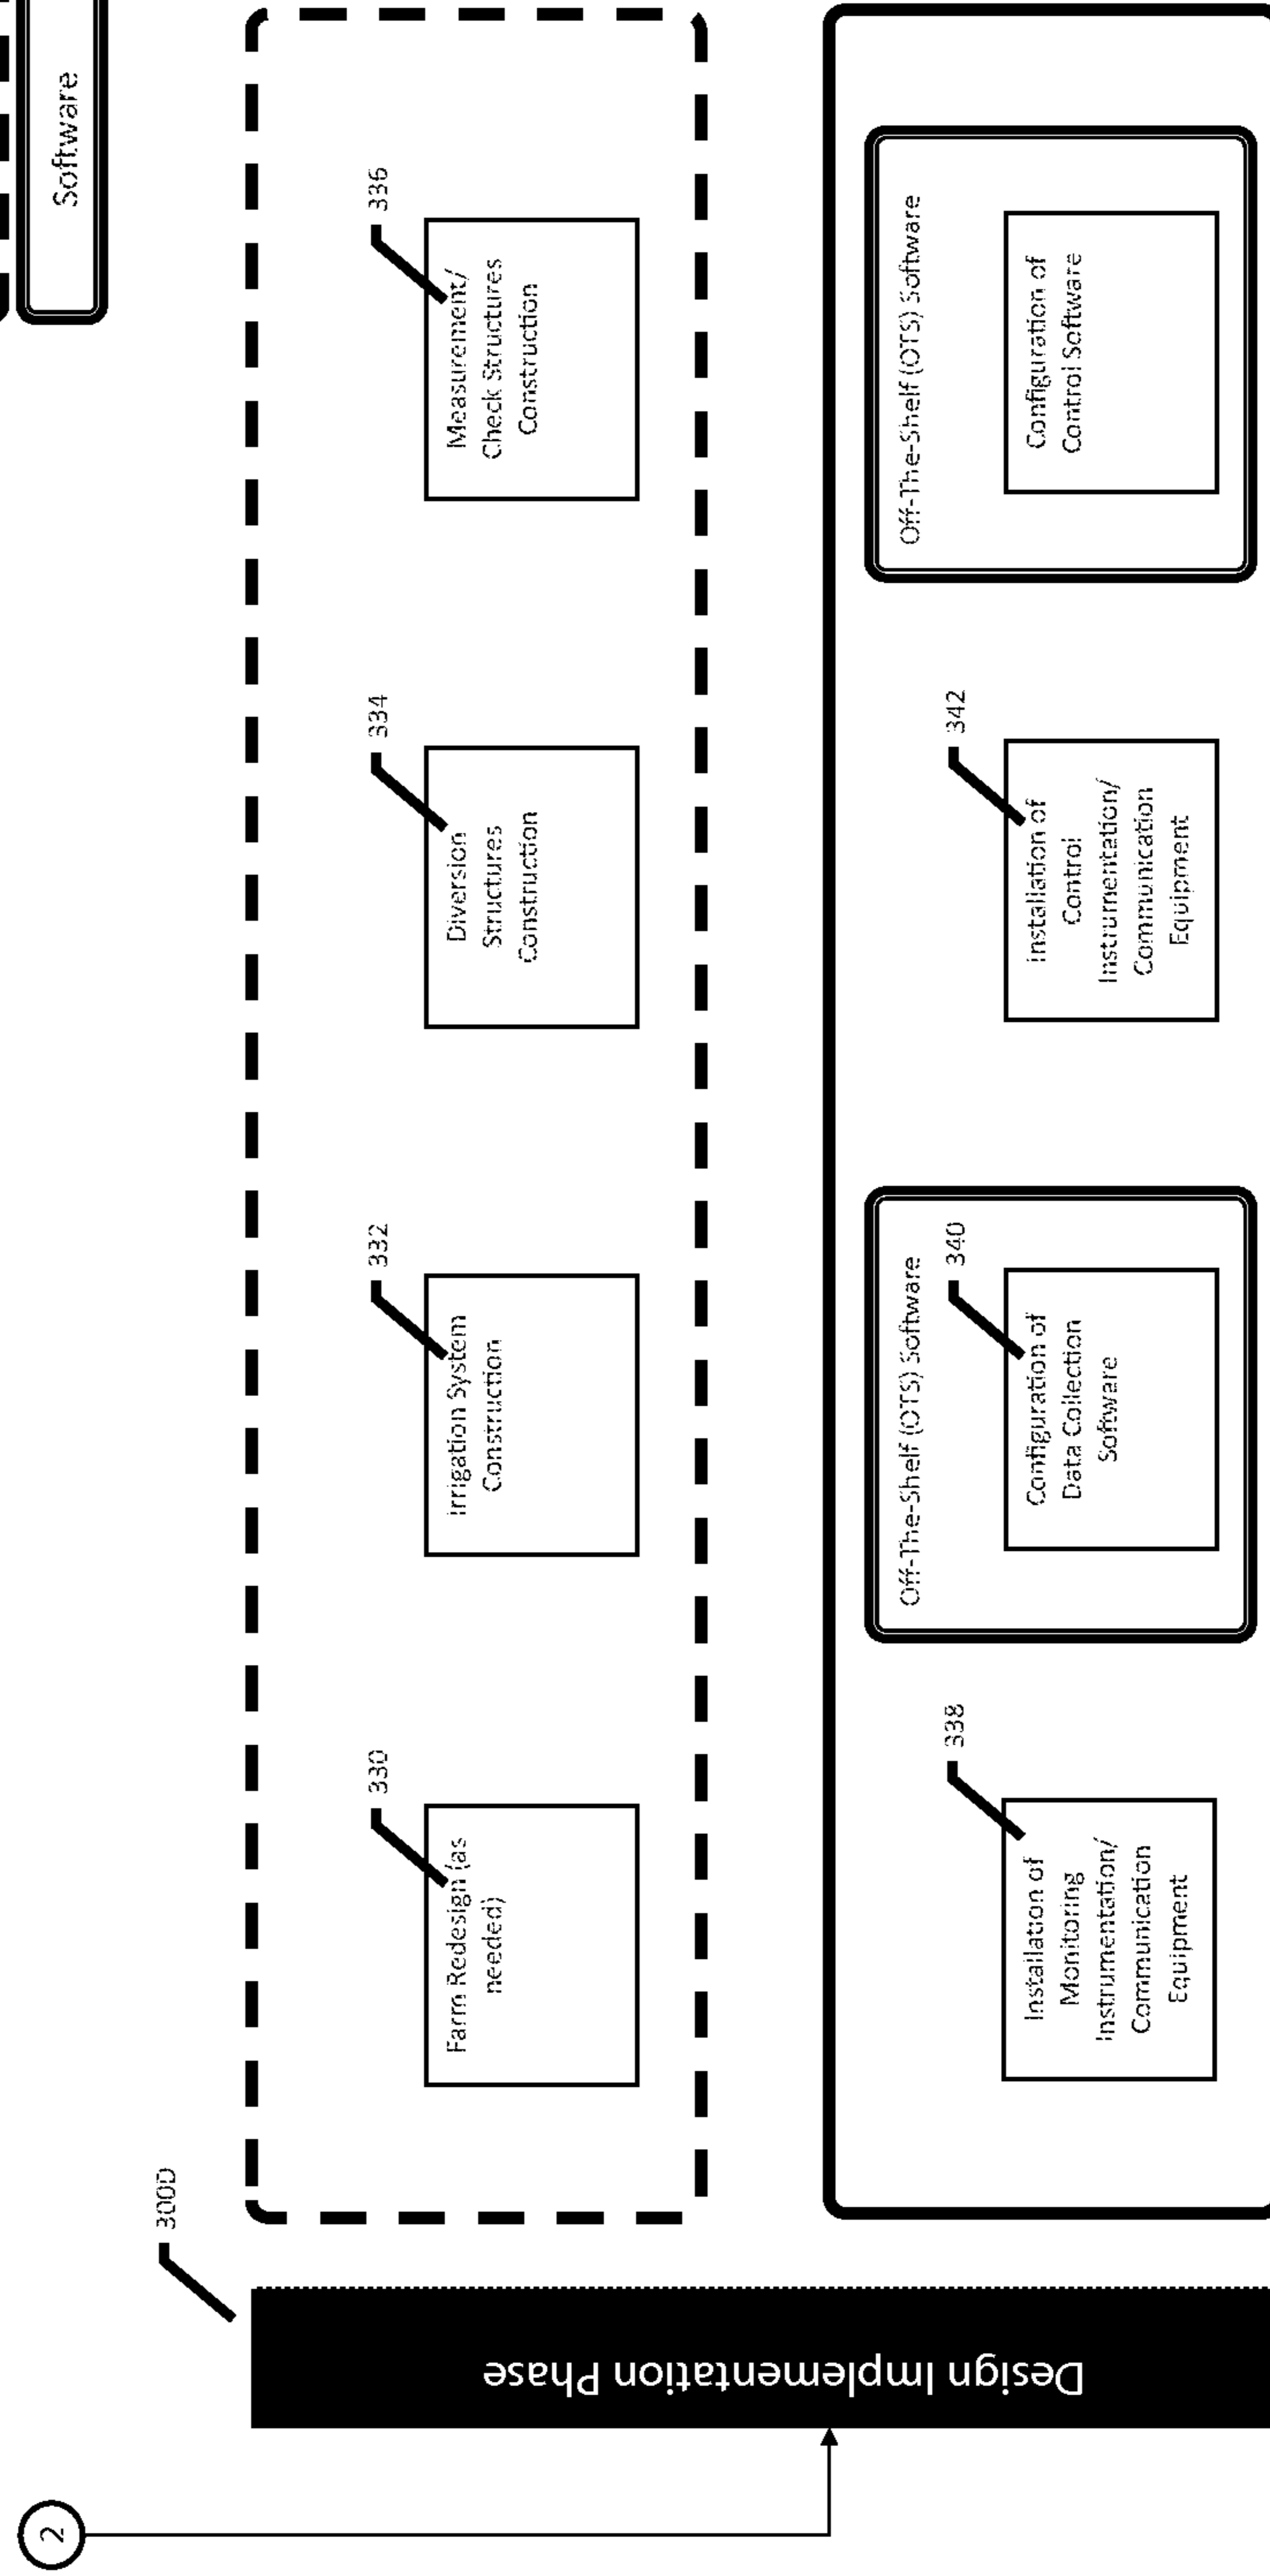 Software
2
300D
Design Implementation Phase
330
Farm Redesign (as
needed)
332
Irrigation System
Construction
334
Diversion
Structures
Construction
336
Measurement/
Check Structures
Construction
338
Installation of
Monitoring
Instrumentation/
Communication
Equipment
Off-The-Shelf (OTS) Software
340
Configuration of
Data Collection
Software
342
Installation of
Control
Instrumentation/
Communication
Equipment
Off-The-Shelf (OTS) Software
Configuration of
Control Software